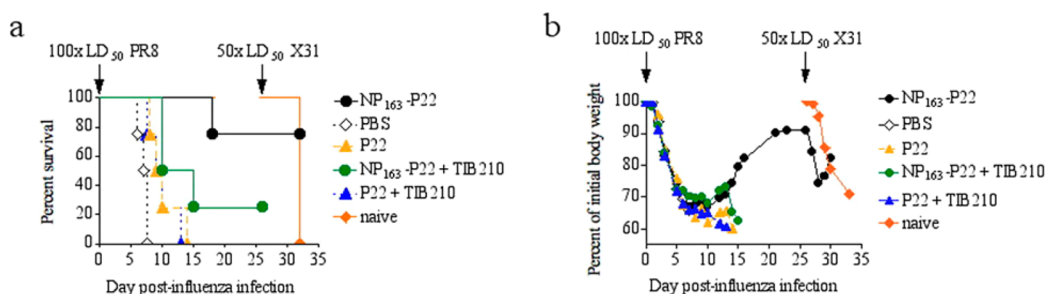 a
100x LD 50 PR8
50x LD 50 X31
Percent survival
100
80
60
40
20
0
0 5 10 15 20 25 30 35
Day post-influenza infection
NP163-P22
PBS
P22
NP163-P22 + TIB210
P22 + TIB210
naive
b
100x LD 50 PR8
50x LD 50 X31
Percent of initial body weight
100
90
80
70
60
0 5 10 15 20 25 30 35
Day post-influenza infection
NP163-P22
PBS
P22
NP163-P22 + TIB210
P22 + TIB210
naive